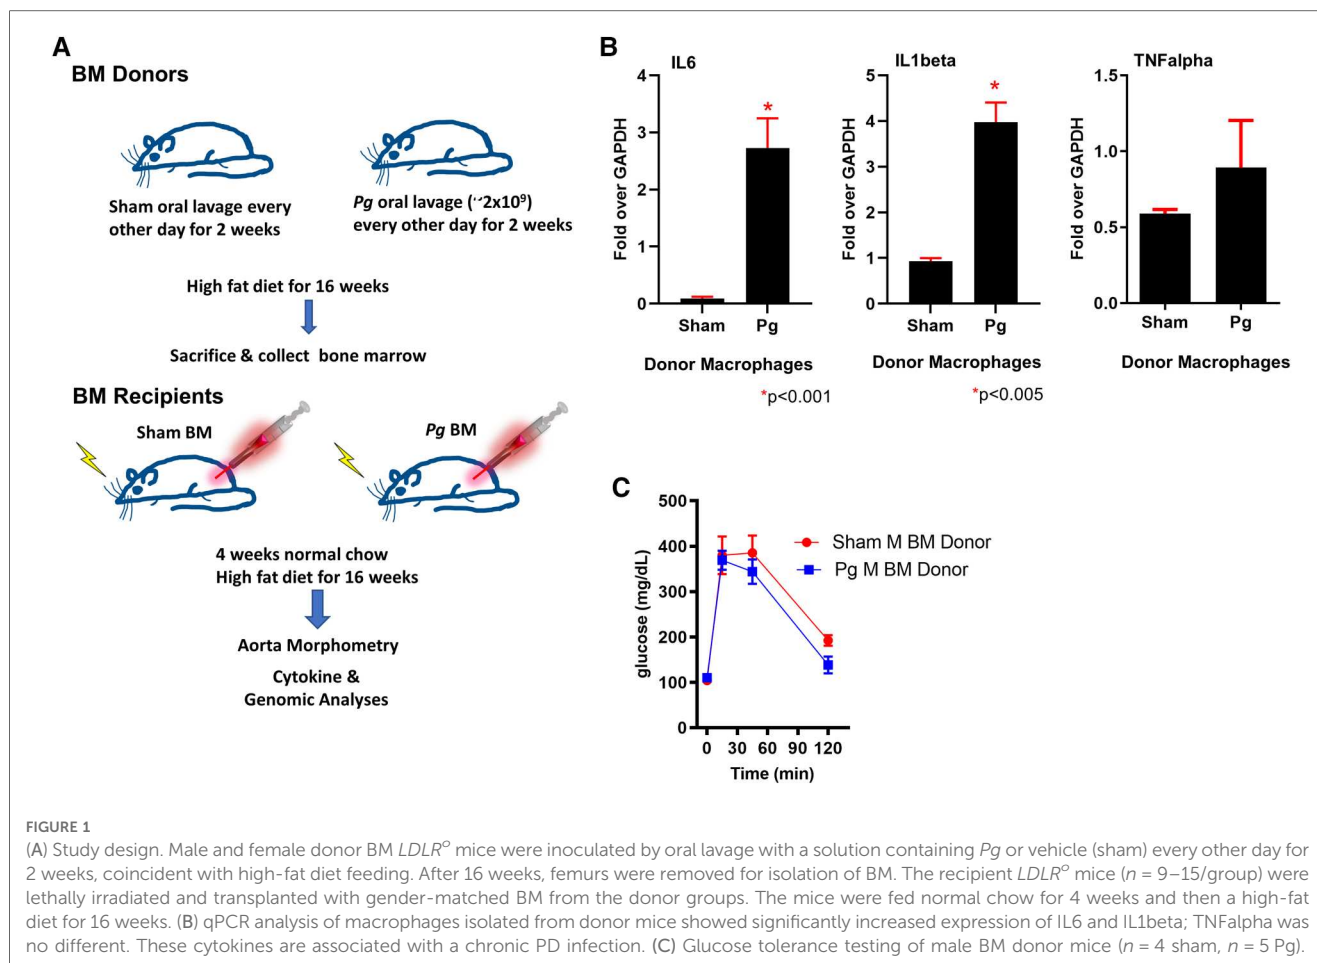 A
BM Donors
Sham oral lavage every
other day for 2 weeks
Pg oral lavage (~2x10⁹)
every other day for 2 weeks
High fat diet for 16 weeks
Sacrifice & collect bone marrow
BM Recipients
Sham BM
Pg BM
4 weeks normal chow
High fat diet for 16 weeks
Aorta Morphometry
Cytokine &
Genomic Analyses
B
IL6
Fold over GAPDH
4
3
2
1
0
*
Sham Pg
Donor Macrophages
*p<0.001
IL1beta
Fold over GAPDH
5
4
3
2
1
0
*
Sham Pg
Donor Macrophages
*p<0.005
TNFalpha
Fold over GAPDH
1.5
1.0
0.5
0.0
Sham Pg
Donor Macrophages
C
glucose (mg/dL)
500
400
300
200
100
0
0 30 60 90 120
Time (min)
Sham M BM Donor
Pg M BM Donor
FIGURE 1
(A) Study design. Male and female donor BM LDLRᴼ mice were inoculated by oral lavage with a solution containing Pg or vehicle (sham) every other day for
2 weeks, coincident with high-fat diet feeding. After 16 weeks, femurs were removed for isolation of BM. The recipient LDLRᴼ mice (n = 9–15/group) were
lethally irradiated and transplanted with gender-matched BM from the donor groups. The mice were fed normal chow for 4 weeks and then a high-fat
diet for 16 weeks. (B) qPCR analysis of macrophages isolated from donor mice showed significantly increased expression of IL6 and IL1beta; TNFalpha was
no different. These cytokines are associated with a chronic PD infection. (C) Glucose tolerance testing of male BM donor mice (n = 4 sham, n = 5 Pg).